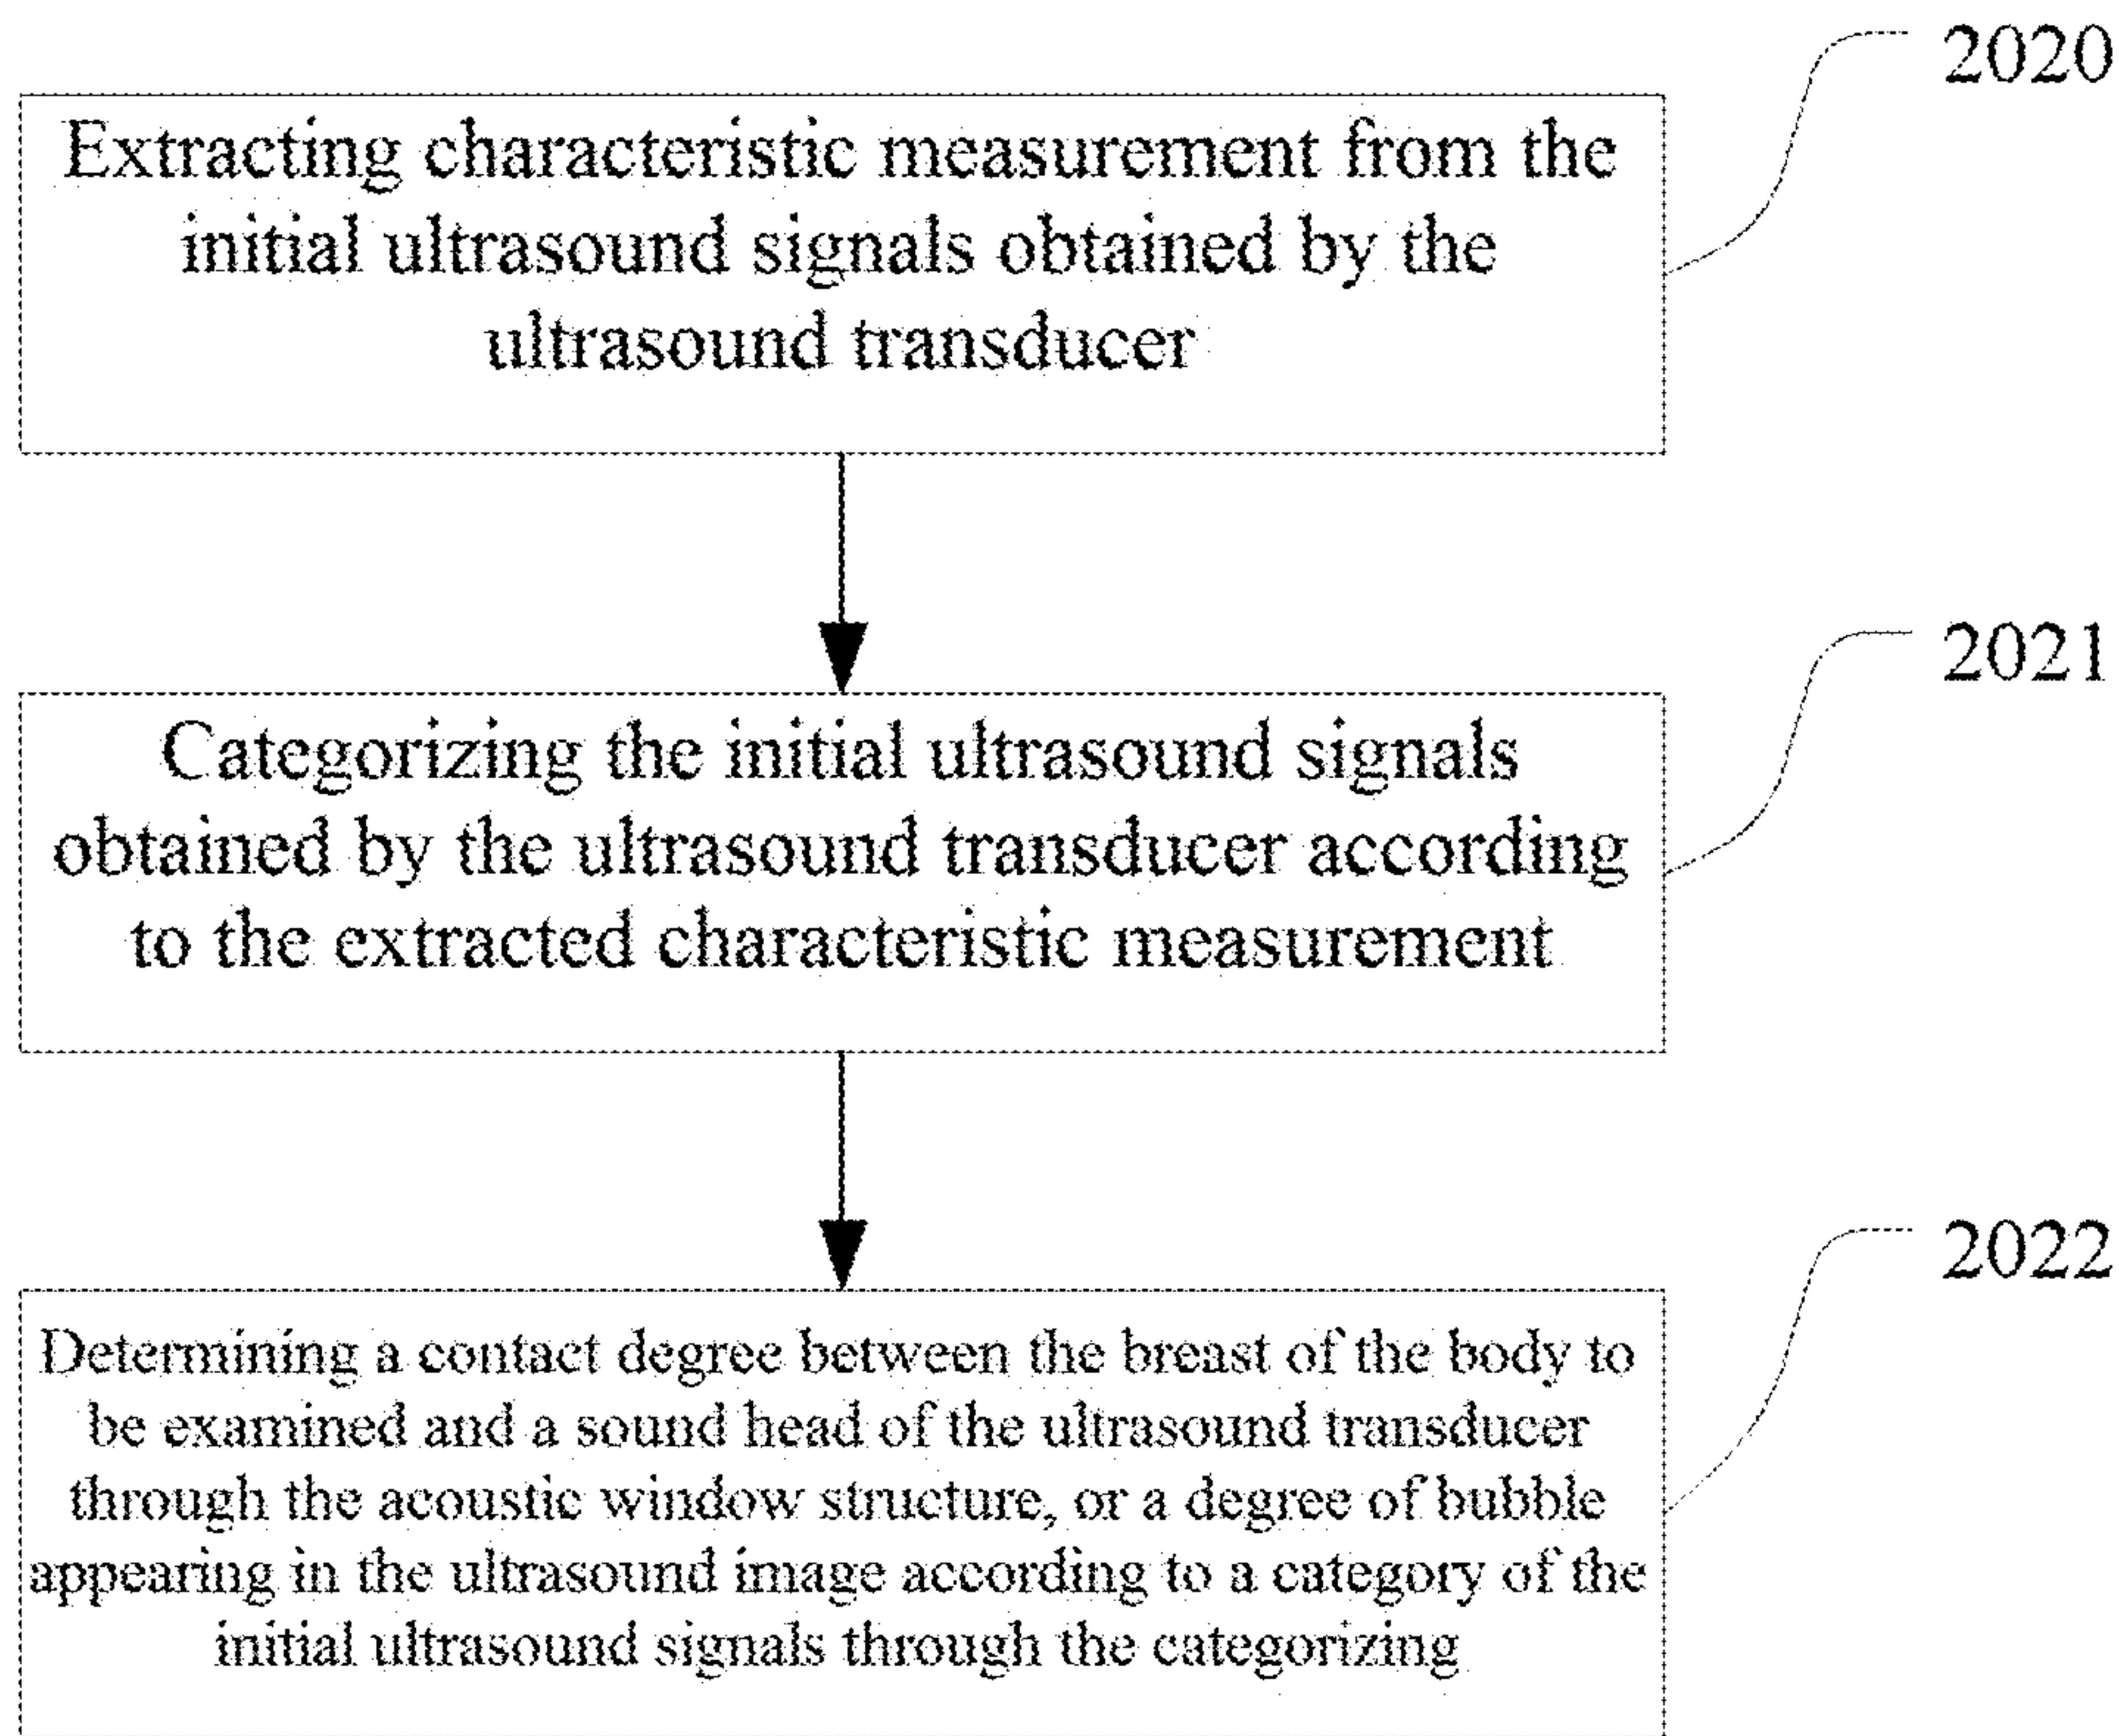 2020
Extracting characteristic measurement from the
initial ultrasound signals obtained by the
ultrasound transducer
2021
Categorizing the initial ultrasound signals
obtained by the ultrasound transducer according
to the extracted characteristic measurement
2022
Determining a contact degree between the breast of the body to
be examined and a sound head of the ultrasound transducer
through the acoustic window structure, or a degree of bubble
appearing in the ultrasound image according to a category of the
initial ultrasound signals through the categorizing